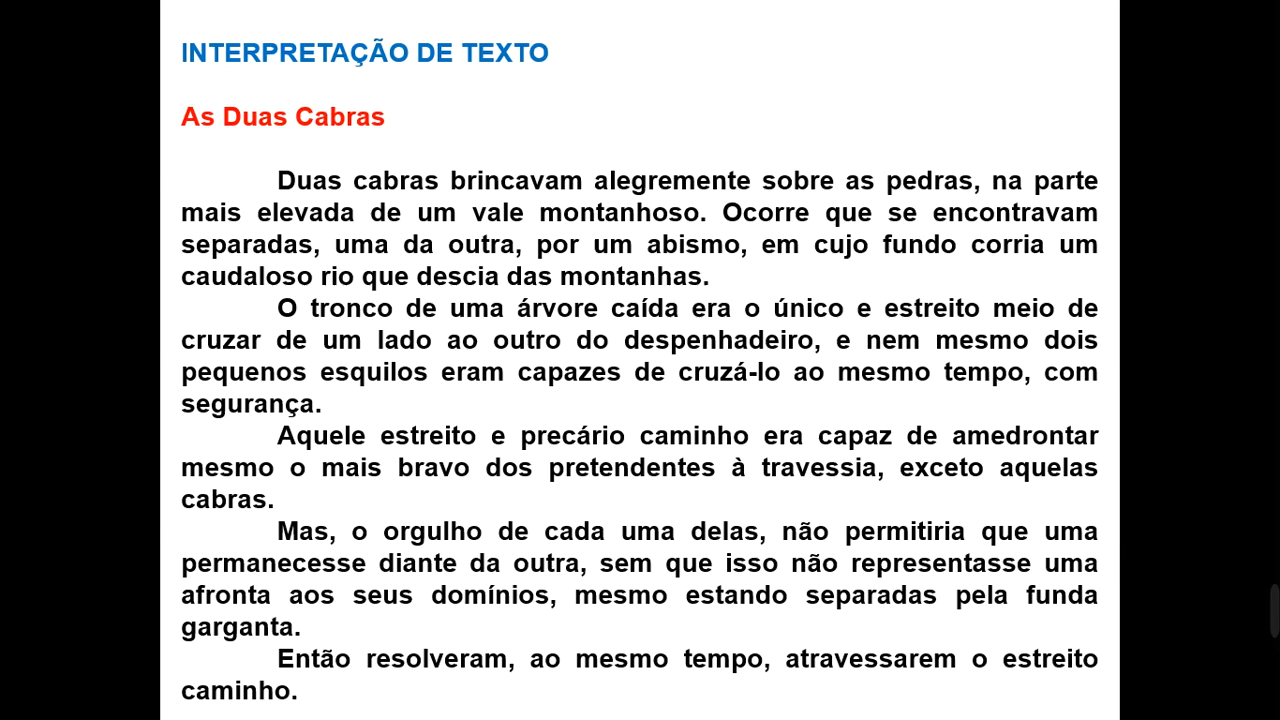 INTERPRETAÇÃO DE TEXTO
As Duas Cabras
Duas cabras brincavam alegremente sobre as pedras, na parte
mais elevada de um vale montanhoso. Ocorre que se encontravam
separadas, uma da outra, por um abismo, em cujo fundo corria um
caudaloso rio que descia das montanhas.
O tronco de uma árvore caída era o único e estreito meio de
cruzar de um lado ao outro do despenhadeiro, e nem mesmo dois
pequenos esquilos eram capazes de cruzá-lo ao mesmo tempo, com
segurança.
Aquele estreito e precário caminho era capaz de amedrontar
mesmo o mais bravo dos pretendentes à travessia, exceto aquelas
cabras.
Mas, o orgulho de cada uma delas, não permitiria que uma
permanecesse diante da outra, sem que isso não representasse uma
afronta aos seus domínios, mesmo estando separadas pela funda
garganta.
Então resolveram, ao mesmo tempo, atravessarem o estreito
caminho.